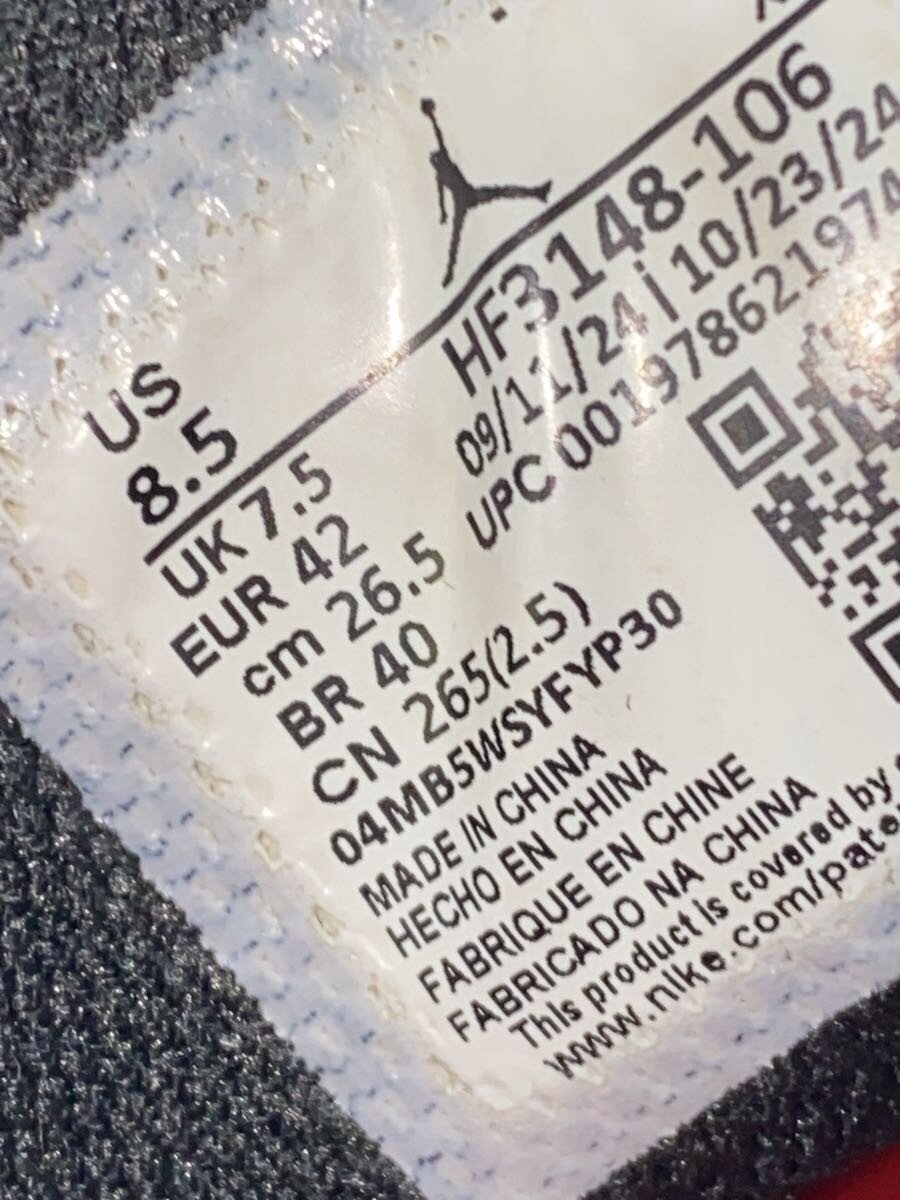 US
8.5
UK 7.5
EUR 42
cm 26.5
BR 40
CN 265(2.5)
HF3148-106
09/11/24 | 10/23/24
UPC 001978621974
04MB5WSYFYP30
MADE IN CHINA
HECHO EN CHINA
FABRIQUE EN CHINE
FABRICADO NA CHINA
This product is covered by
www.nike.com/pate